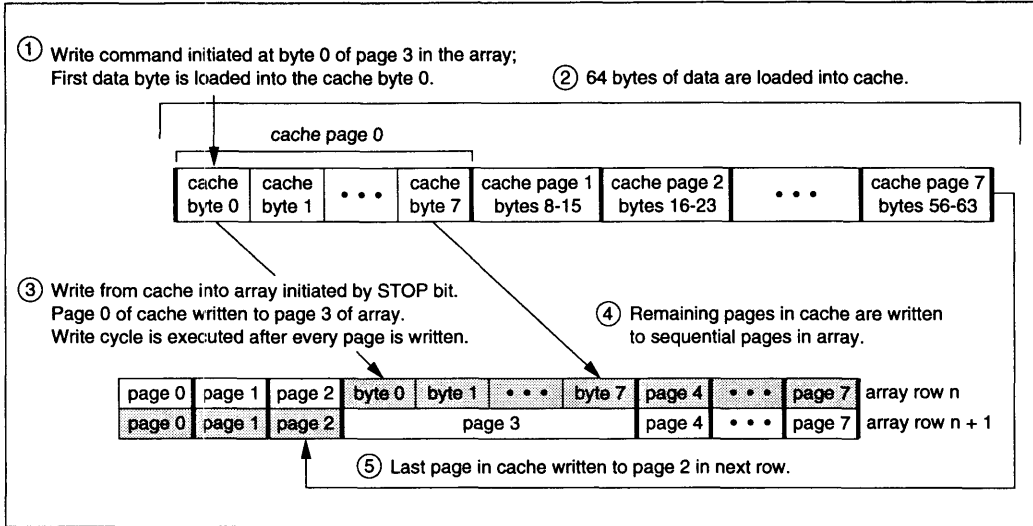 ① Write command initiated at byte 0 of page 3 in the array;
First data byte is loaded into the cache byte 0.
② 64 bytes of data are loaded into cache.
cache page 0
cache byte 0 cache byte 1 • • • cache byte 7 cache page 1 bytes 8-15 cache page 2 bytes 16-23 • • • cache page 7 bytes 56-63
③ Write from cache into array initiated by STOP bit.
Page 0 of cache written to page 3 of array.
Write cycle is executed after every page is written.
④ Remaining pages in cache are written
to sequential pages in array.
page 0 page 1 page 2 byte 0 byte 1 • • • byte 7 page 4 • • • page 7 array row n
page 0 page 1 page 2 page 3 page 4 • • • page 7 array row n + 1
⑤ Last page in cache written to page 2 in next row.